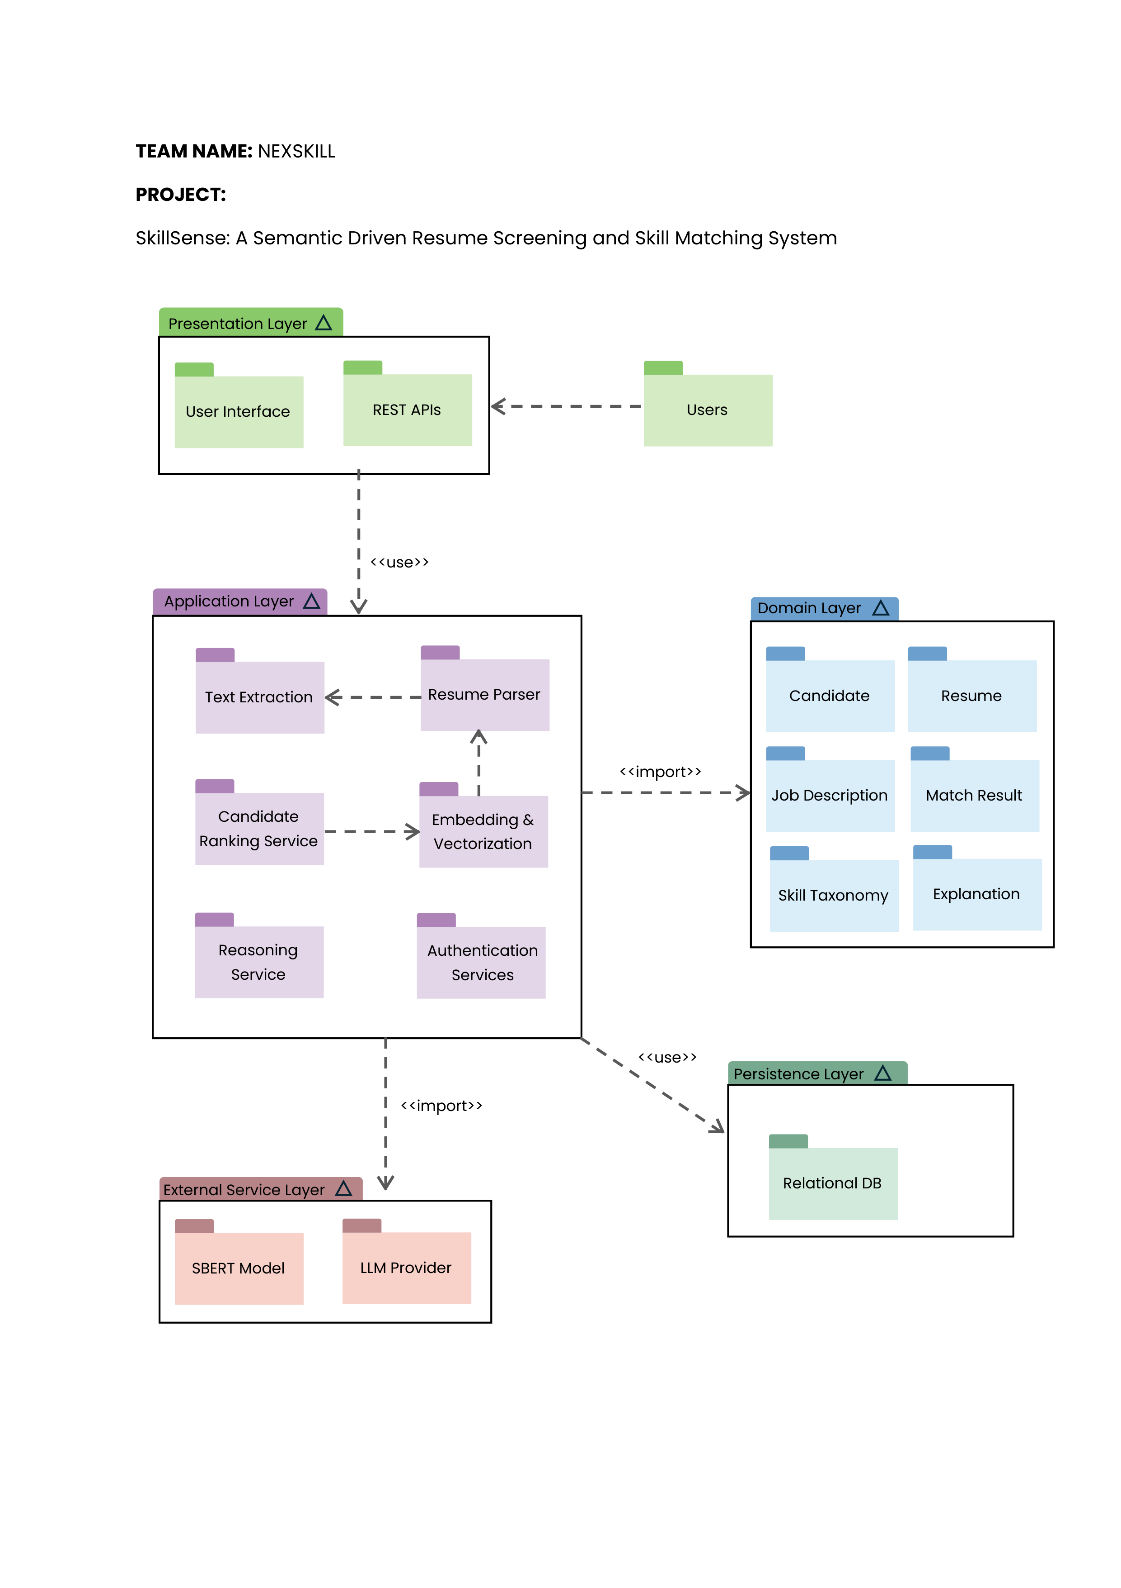 TEAM NAME: NEXSKILL
PROJECT:
SkillSense: A Semantic Driven Resume Screening and Skill Matching System
Presentation Layer
User Interface
REST APIs
Users
<<use>>
Application Layer
Text Extraction
Resume Parser
Candidate
Ranking Service
Embedding &
Vectorization
Reasoning
Service
Authentication
Services
<<import>>
Domain Layer
Candidate
Resume
Job Description
Match Result
Skill Taxonomy
Explanation
<<use>>
Persistence Layer
Relational DB
<<import>>
External Service Layer
SBERT Model
LLM Provider